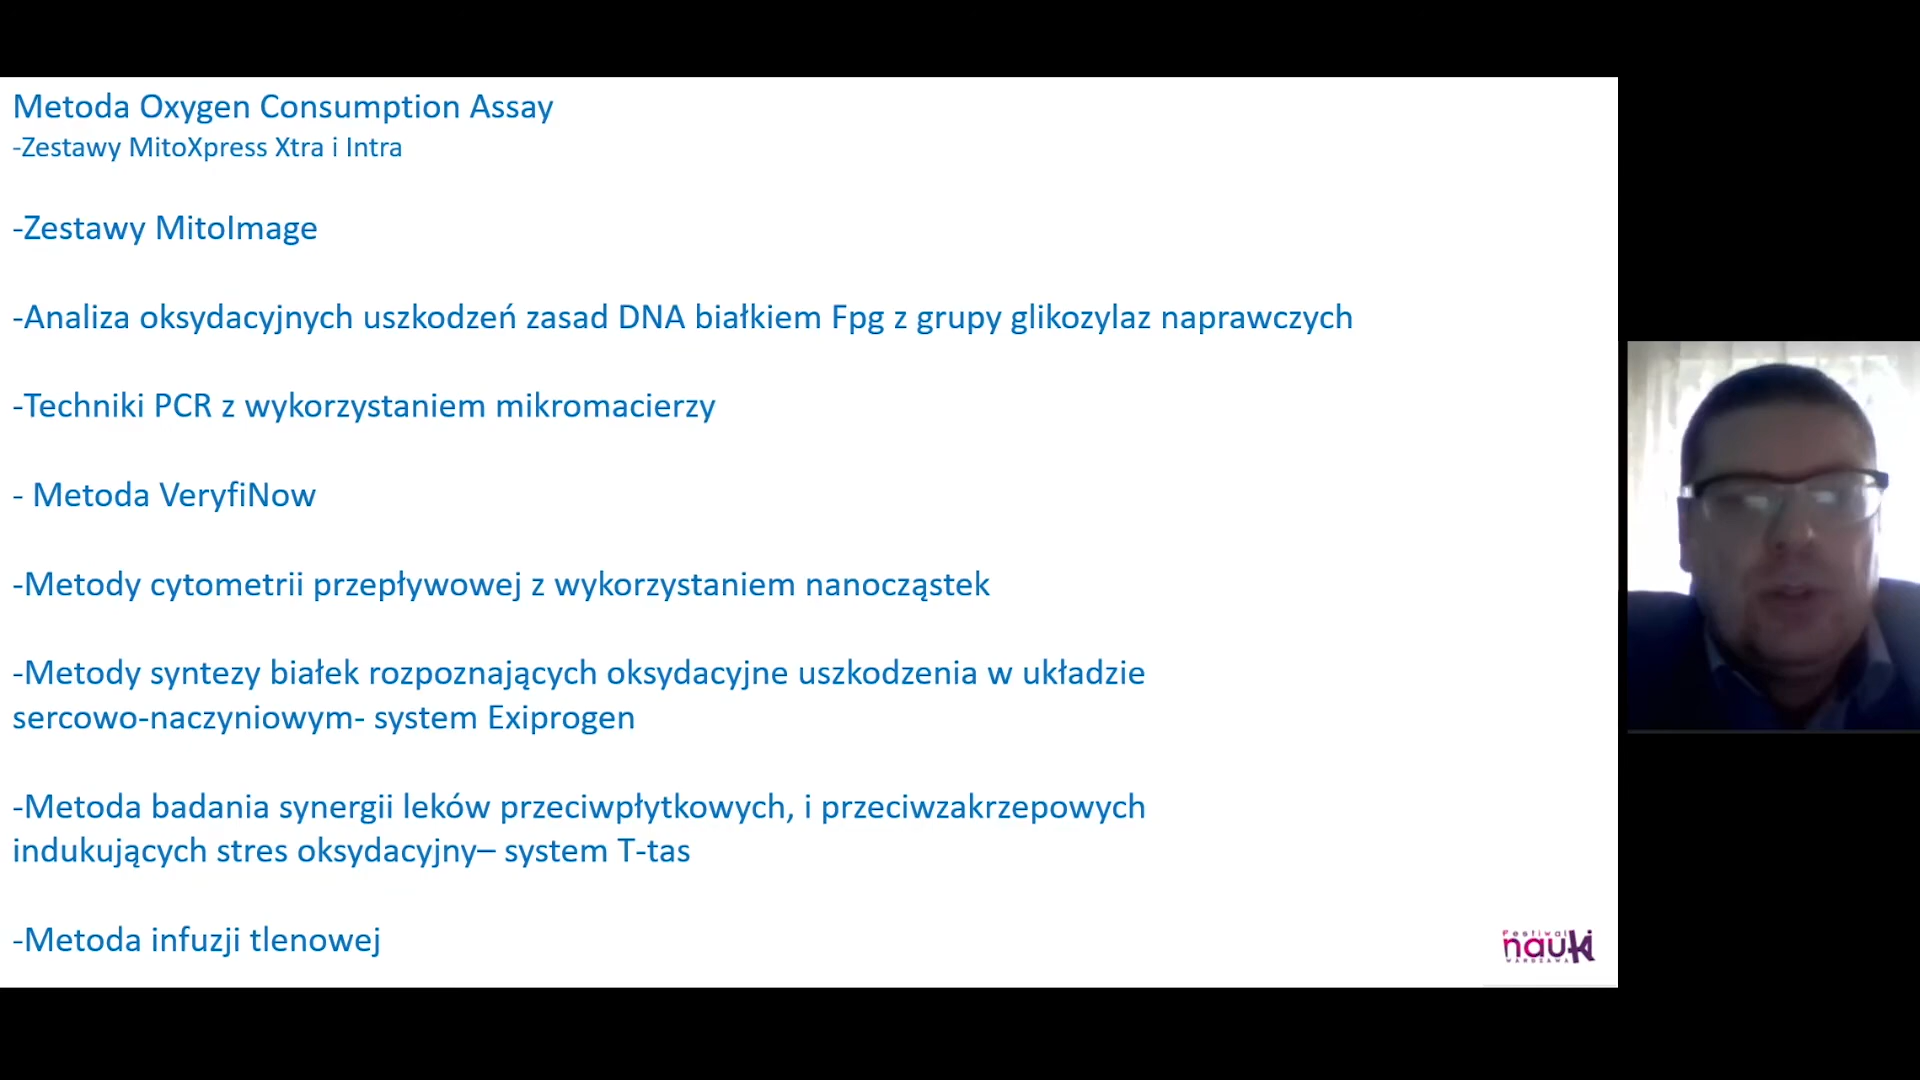 Metoda Oxygen Consumption Assay
-Zestawy MitoXpress Xtra i Intra
-Zestawy MitoImage
-Analiza oksydacyjnych uszkodzeń zasad DNA białkiem Fpg z grupy glikozylaz naprawczych
-Techniki PCR z wykorzystaniem mikromacierzy
- Metoda VeryfiNow
-Metody cytometrii przepływowej z wykorzystaniem nanocząstek
-Metody syntezy białek rozpoznających oksydacyjne uszkodzenia w układzie
sercowo-naczyniowym- system Exiprogen
-Metoda badania synergii leków przeciwpłytkowych, i przeciwzakrzepowych
indukujących stres oksydacyjny– system T-tas
-Metoda infuzji tlenowej
Festiwal
nauki
WARSZAWA